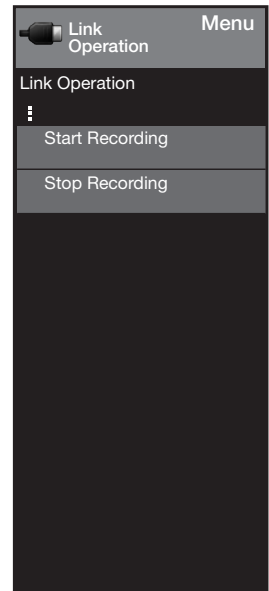 Link
Operation
Menu
Link Operation
Start Recording
Stop Recording